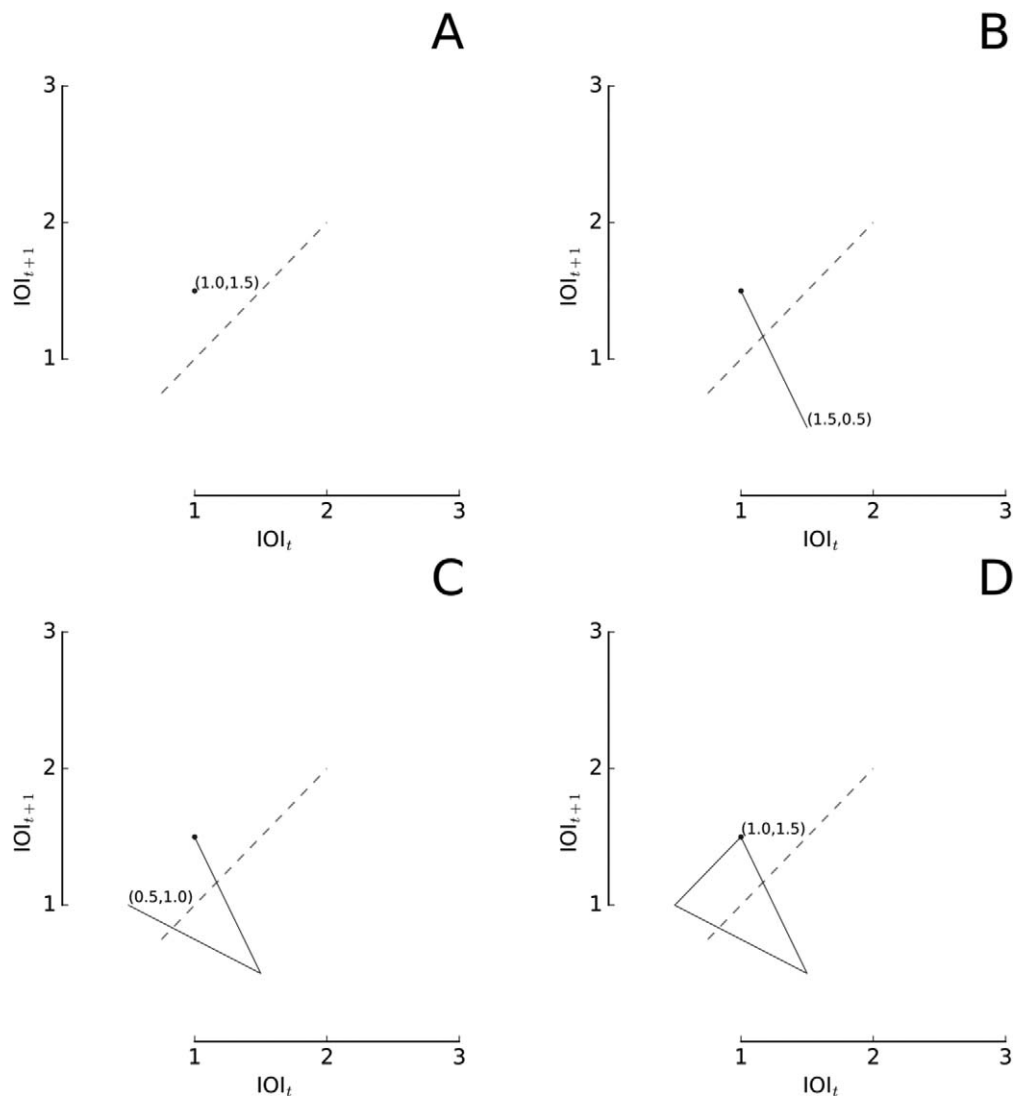 A
3
2
1
IOI_{t+1}
(1.0,1.5)
1 2 3
IOI_t
B
3
2
1
IOI_{t+1}
(1.5,0.5)
1 2 3
IOI_t
C
3
2
1
IOI_{t+1}
(0.5,1.0)
1 2 3
IOI_t
D
3
2
1
IOI_{t+1}
(1.0,1.5)
1 2 3
IOI_t